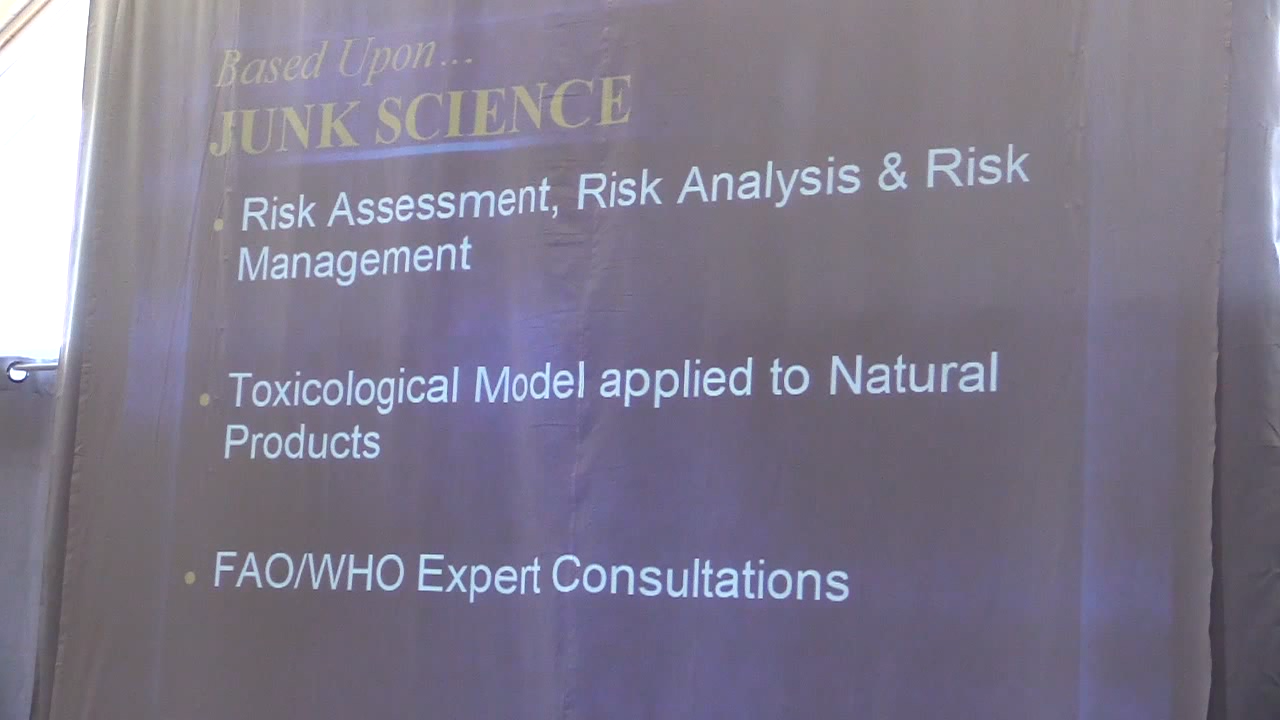 Based Upon...
JUNK SCIENCE
• Risk Assessment, Risk Analysis & Risk
Management
• Toxicological Model applied to Natural
Products
• FAO/WHO Expert Consultations